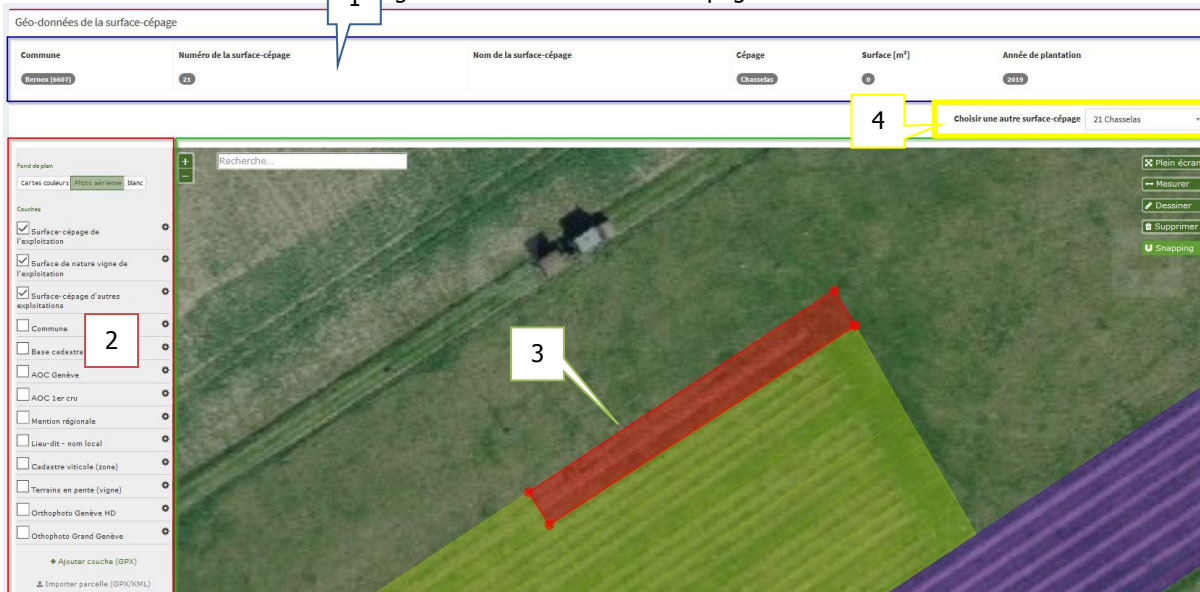 1
Géo-données de la surface-cépage
Commune Numéro de la surface-cépage Nom de la surface-cépage Cépage Surface [m²] Année de plantation
Bernex (6607) 21 Chasselas 0 2019
4
Choisir une autre surface-cépage 21 Chasselas
Fond de plan
Cartes couleurs Photo aérienne blanc
Couches
Surface-cépage de
l'exploitation
Surface de nature vigne de
l'exploitation
Surface-cépage d'autres
exploitations
Commune
Base cadastra
2
AOC Genève
AOC 1er cru
Mention régionale
Lieu-dit - nom local
Cadastre viticole (zone)
Terrains en pente (vigne)
Orthophoto Genève HD
Othophoto Grand Genève
+ Ajouter couche (GPX)
Importer parcelle (GPX/KML)
+
−
Recherche...
3
Plein écran
Mesurer
Dessiner
Supprimer
Snapping